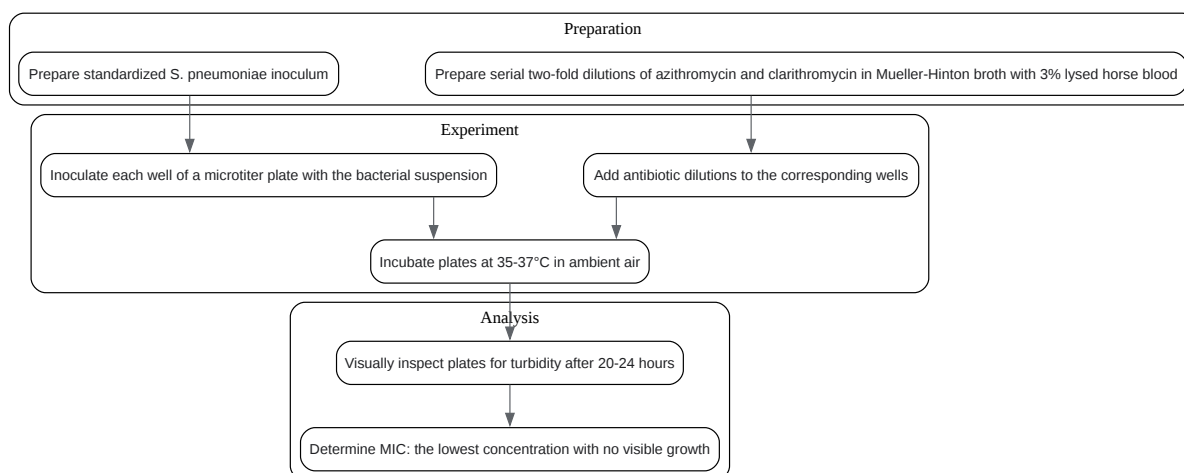 Preparation
Prepare standardized S. pneumoniae inoculum
Prepare serial two-fold dilutions of azithromycin and clarithromycin in Mueller-Hinton broth with 3% lysed horse blood
Experiment
Inoculate each well of a microtiter plate with the bacterial suspension
Add antibiotic dilutions to the corresponding wells
Incubate plates at 35-37°C in ambient air
Analysis
Visually inspect plates for turbidity after 20-24 hours
Determine MIC: the lowest concentration with no visible growth